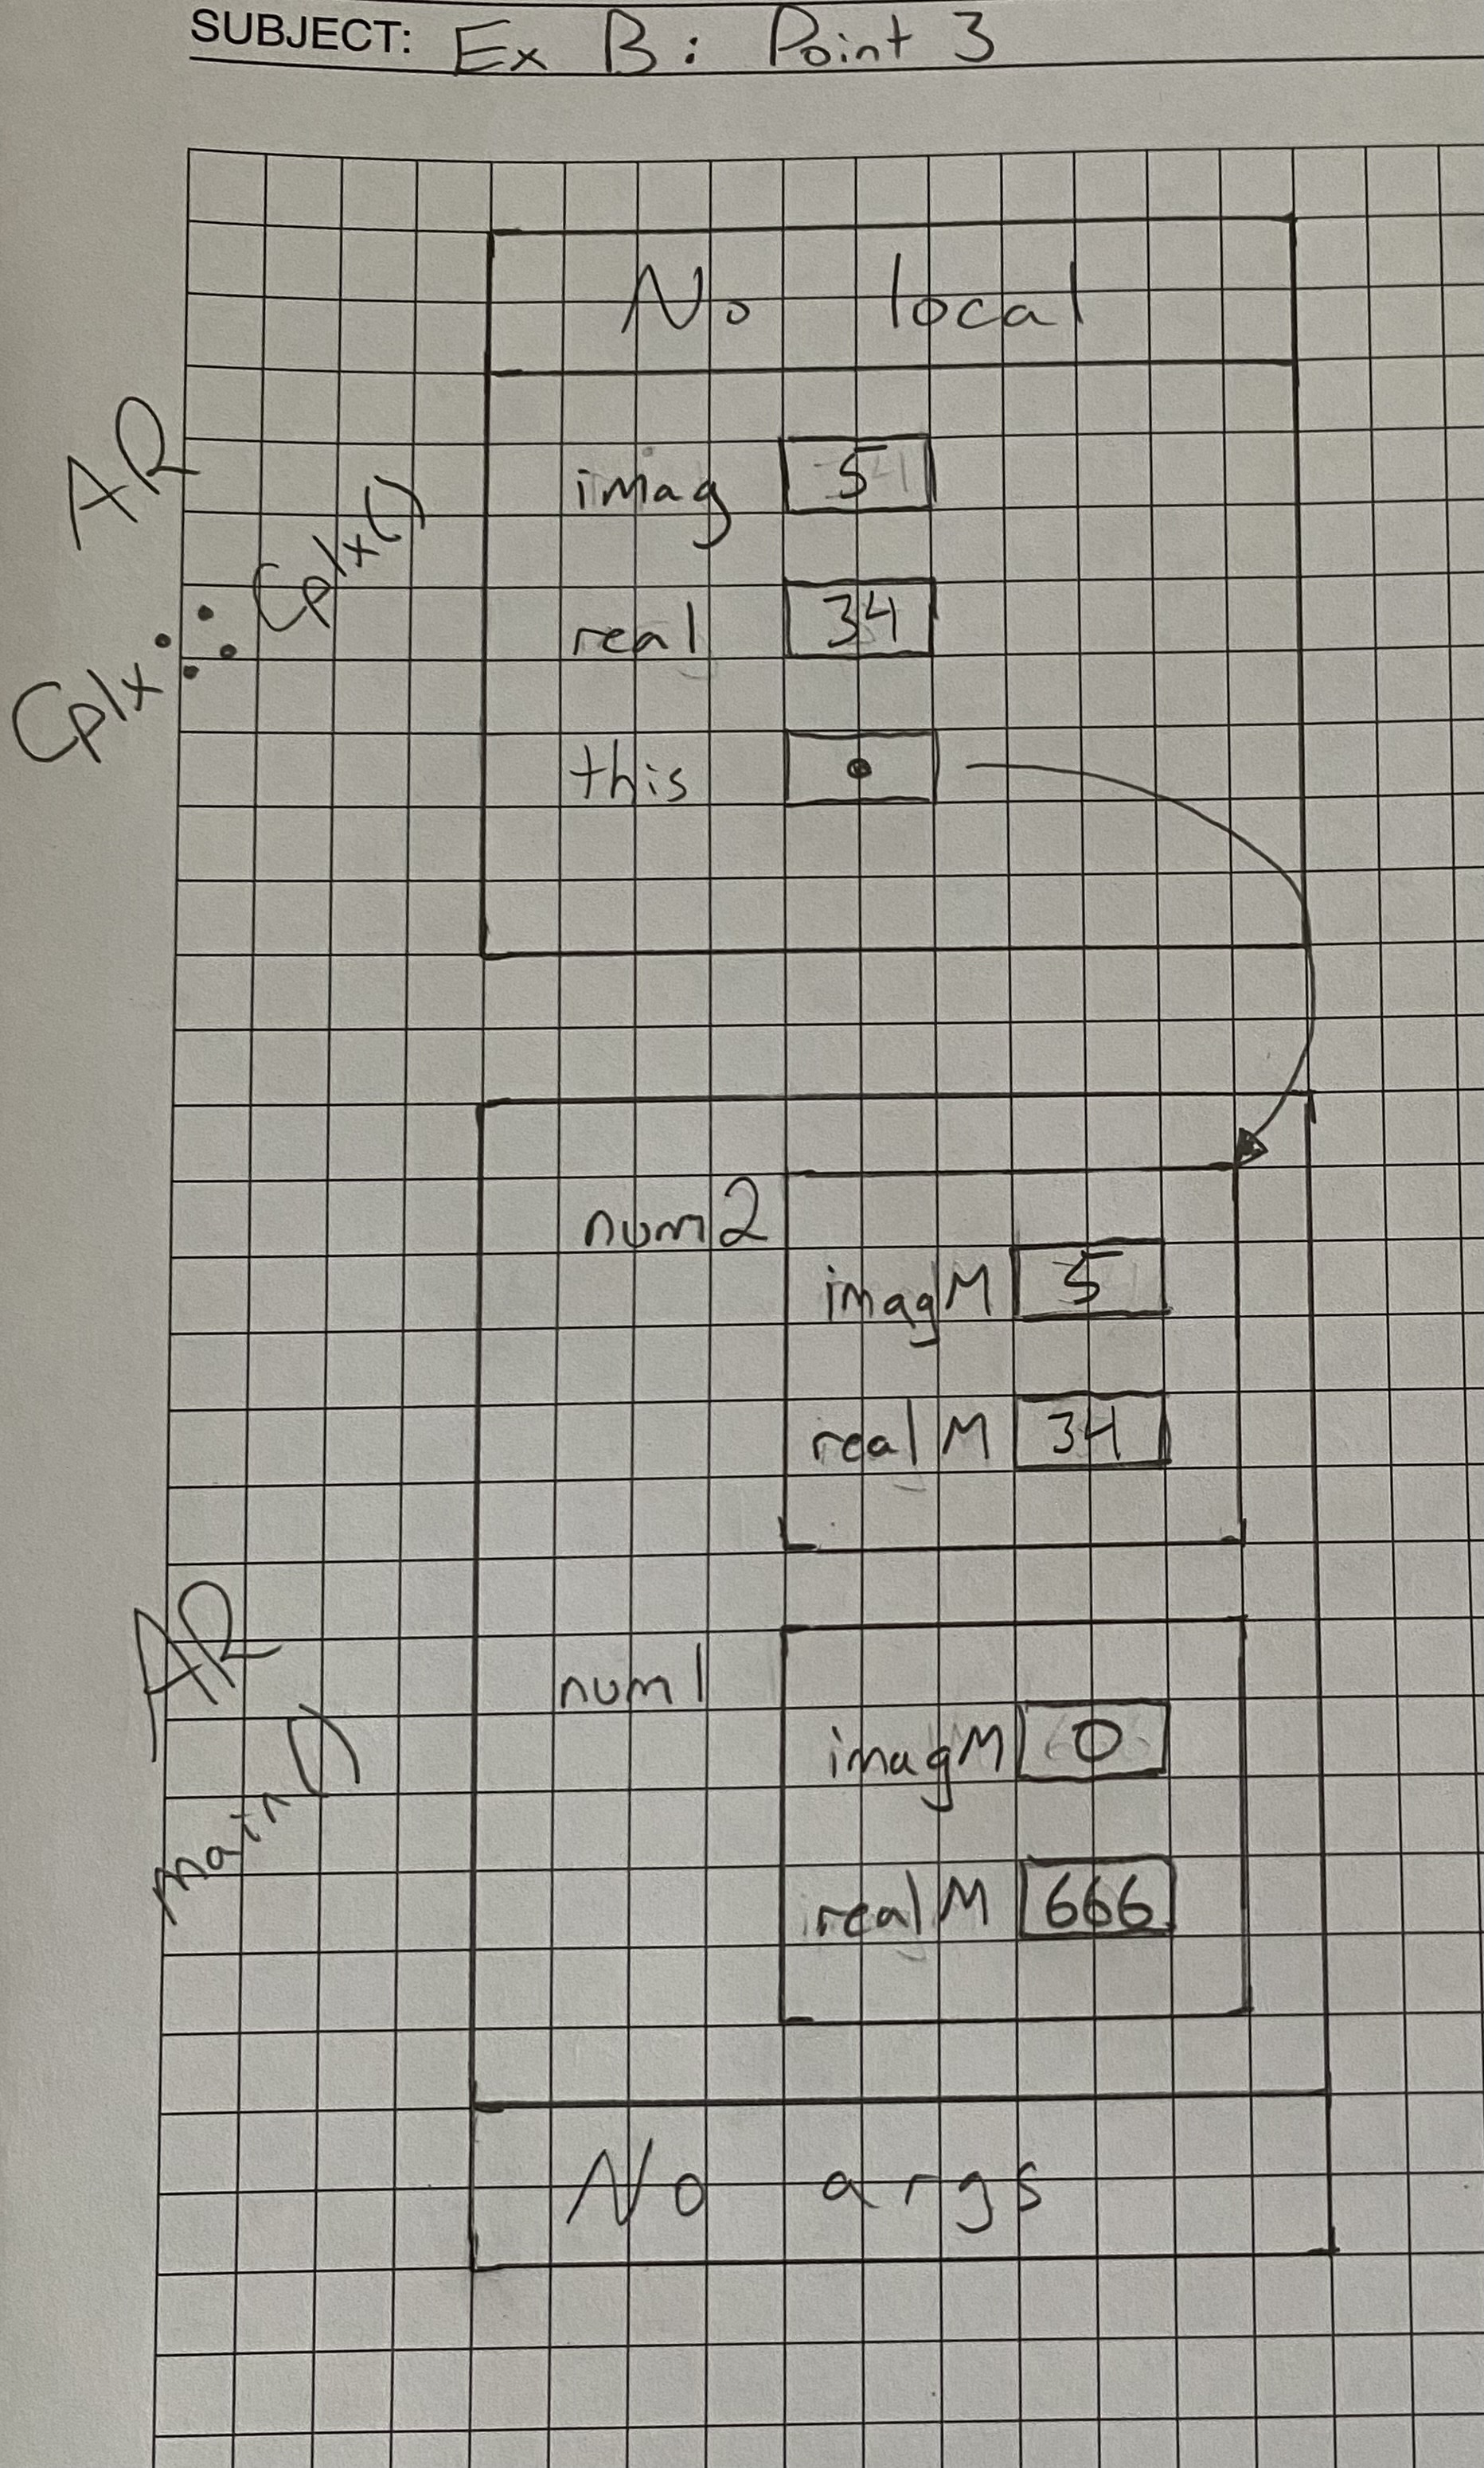 SUBJECT: Ex B: Point 3
No local
AR
Cplx::Cplx()
imag 5
real 34
this
num2
imagM 5
realM 34
AR
main()
num1
imagM 0
realM 666
No args